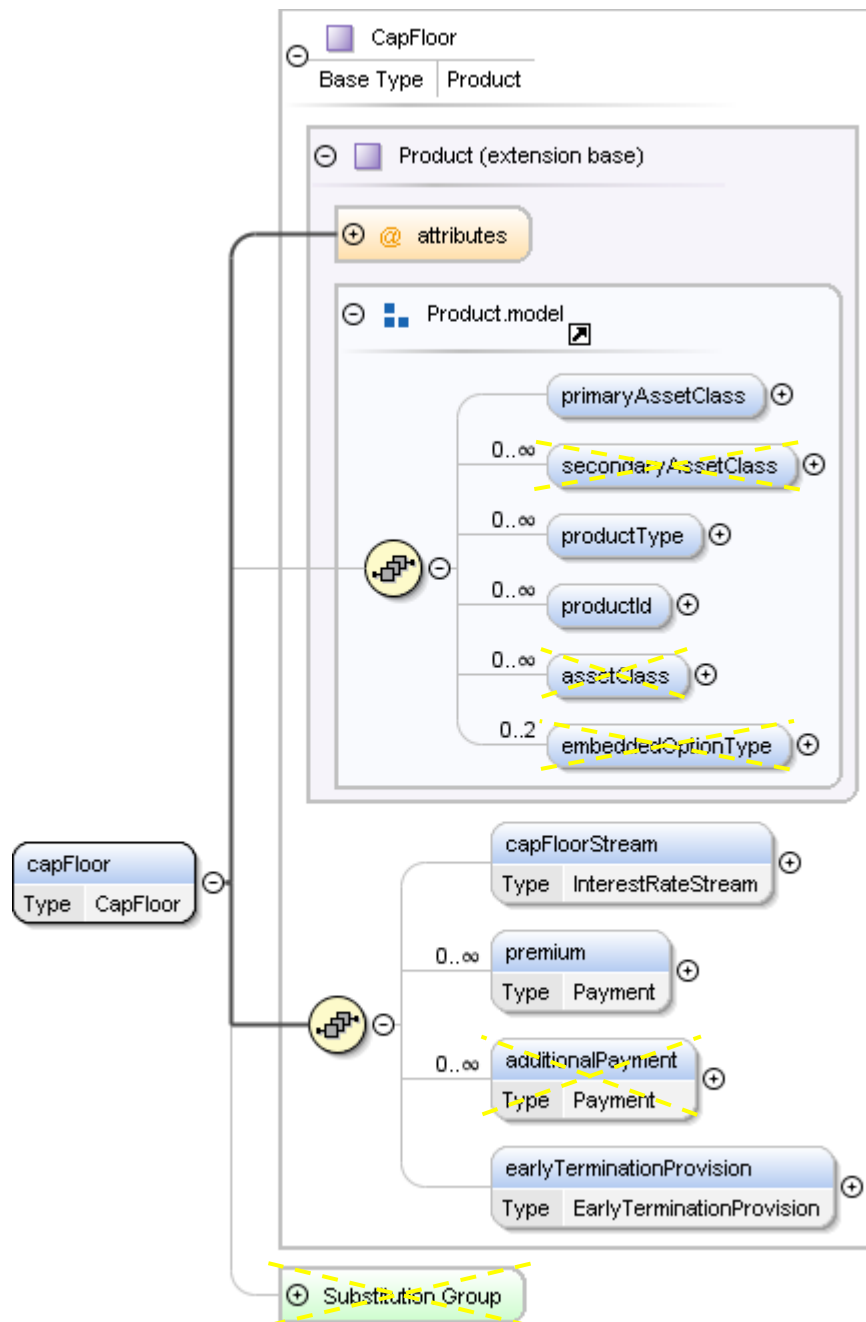 CapFloor
Base Type Product
Product (extension base)
@ attributes
Product.model
primaryAssetClass
0..∞
secondaryAssetClass
0..∞
productType
0..∞
productId
0..∞
assetClass
0..2
embeddedOptionType
capFloor
Type CapFloor
capFloorStream
Type InterestRateStream
0..∞
premium
Type Payment
0..∞
additionalPayment
Type Payment
earlyTerminationProvision
Type EarlyTerminationProvision
Substitution Group